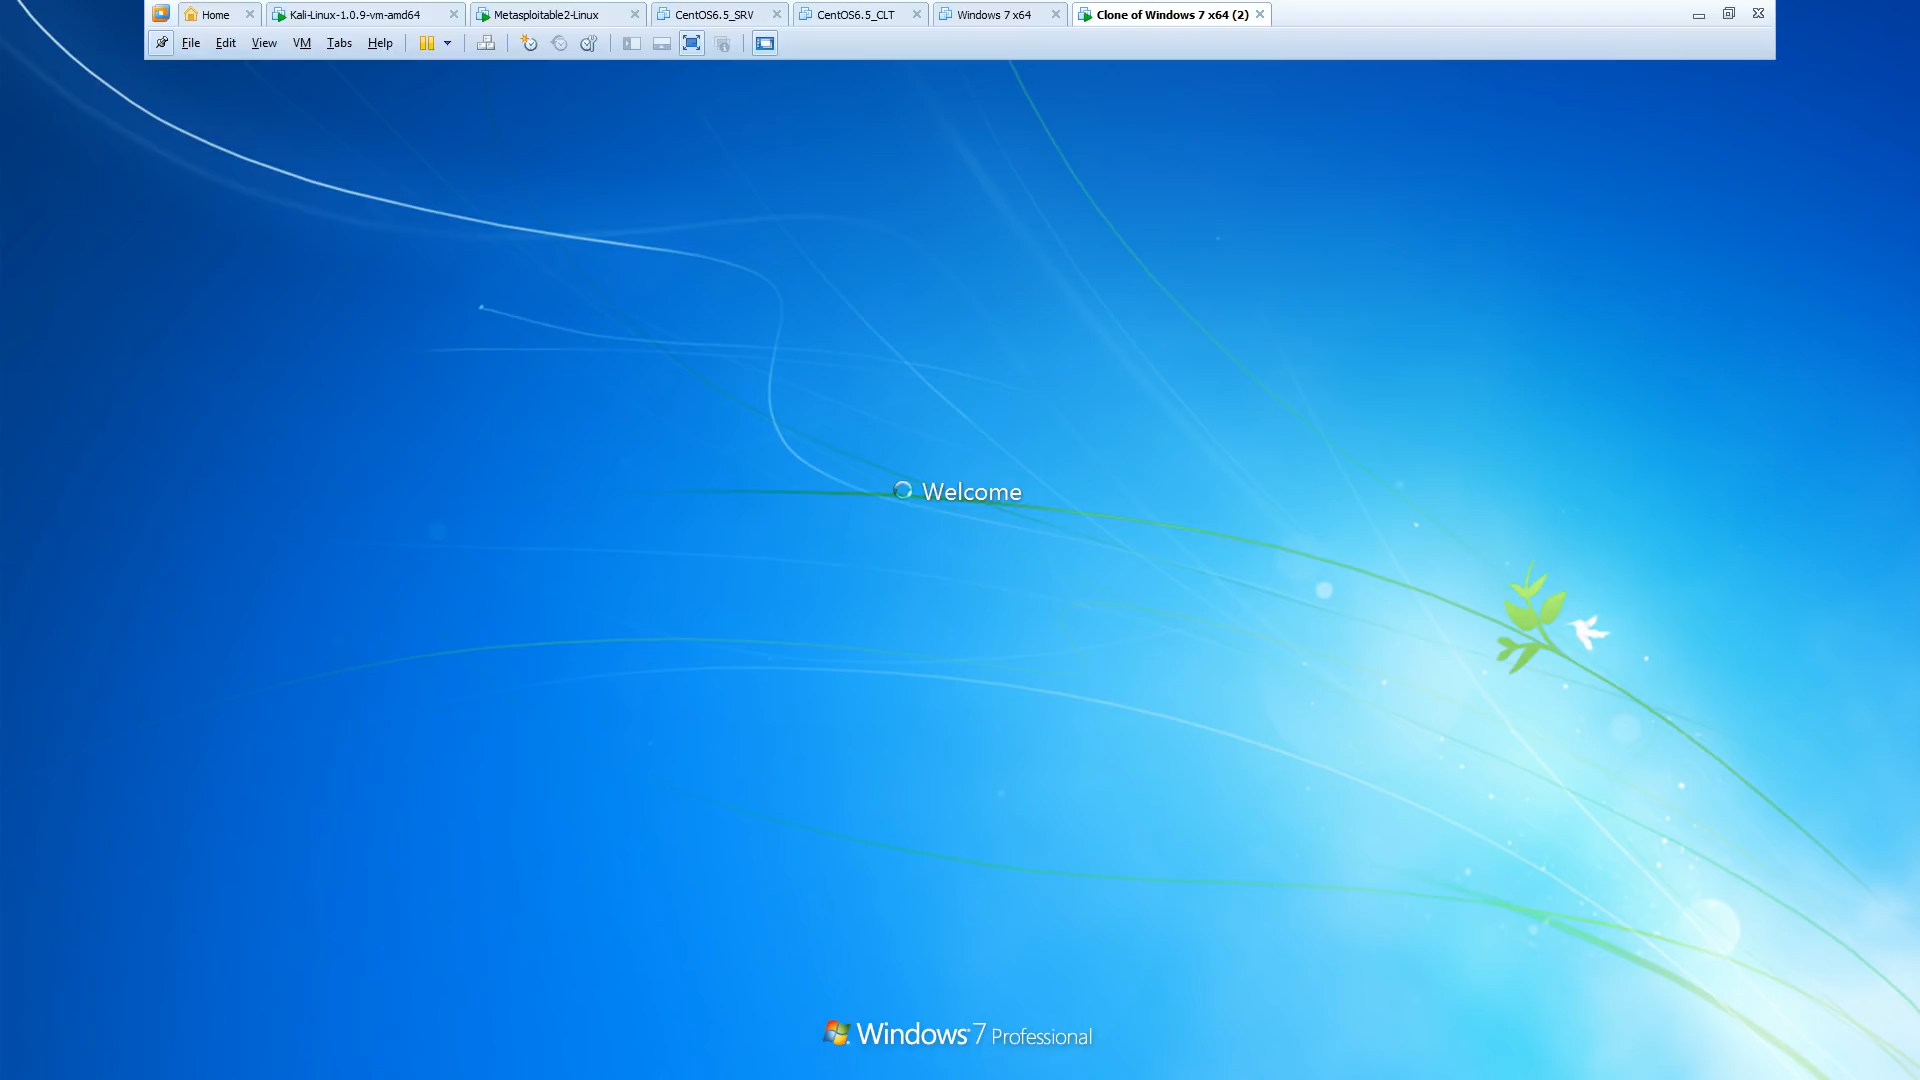 Home Kali-Linux-1.0.9-vm-amd64 Metasploitable2-Linux CentOS6.5_SRV CentOS6.5_CLT Windows 7 x64 Clone of Windows 7 x64 (2)
File Edit View VM Tabs Help
Welcome
Windows 7 Professional